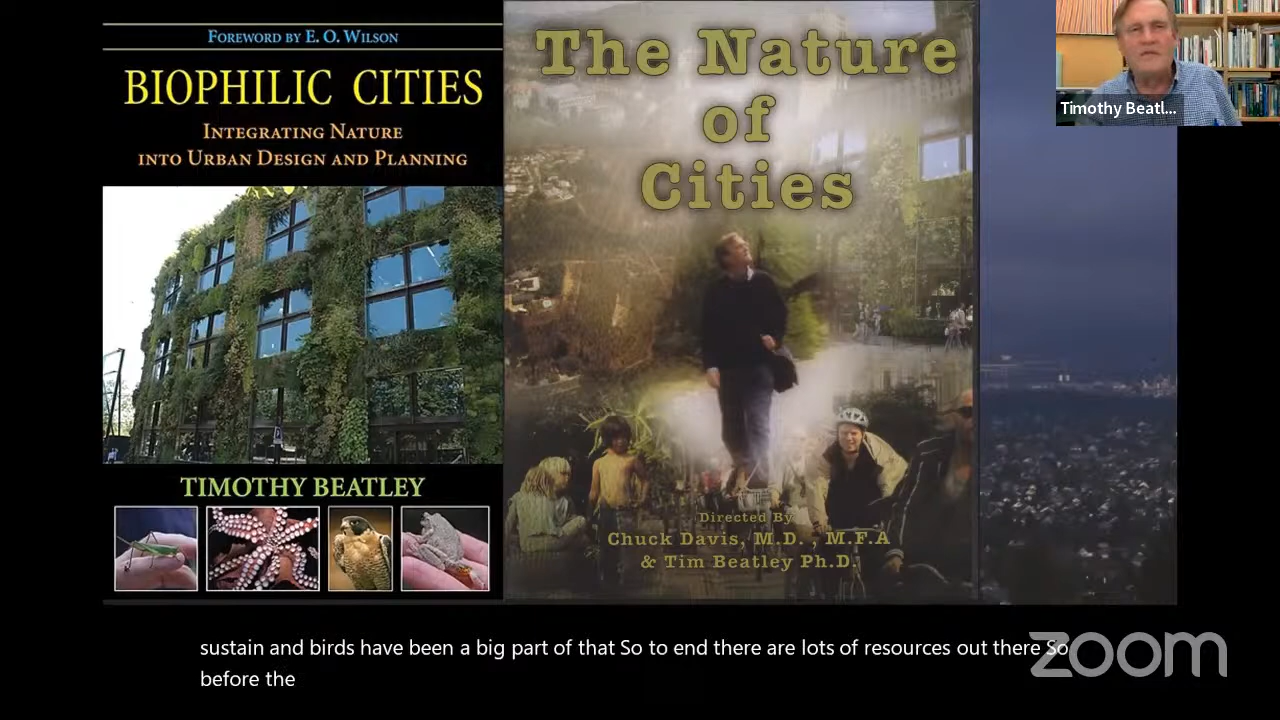 FOREWORD BY E. O. WILSON
BIOPHILIC CITIES
INTEGRATING NATURE
INTO URBAN DESIGN AND PLANNING
TIMOTHY BEATLEY
The Nature
of
Cities
Directed By
Chuck Davis, M.D. , M.F.A
& Tim Beatley Ph.D.
Timothy Beatl...
sustain and birds have been a big part of that So to end there are lots of resources out there So
before the
zoom